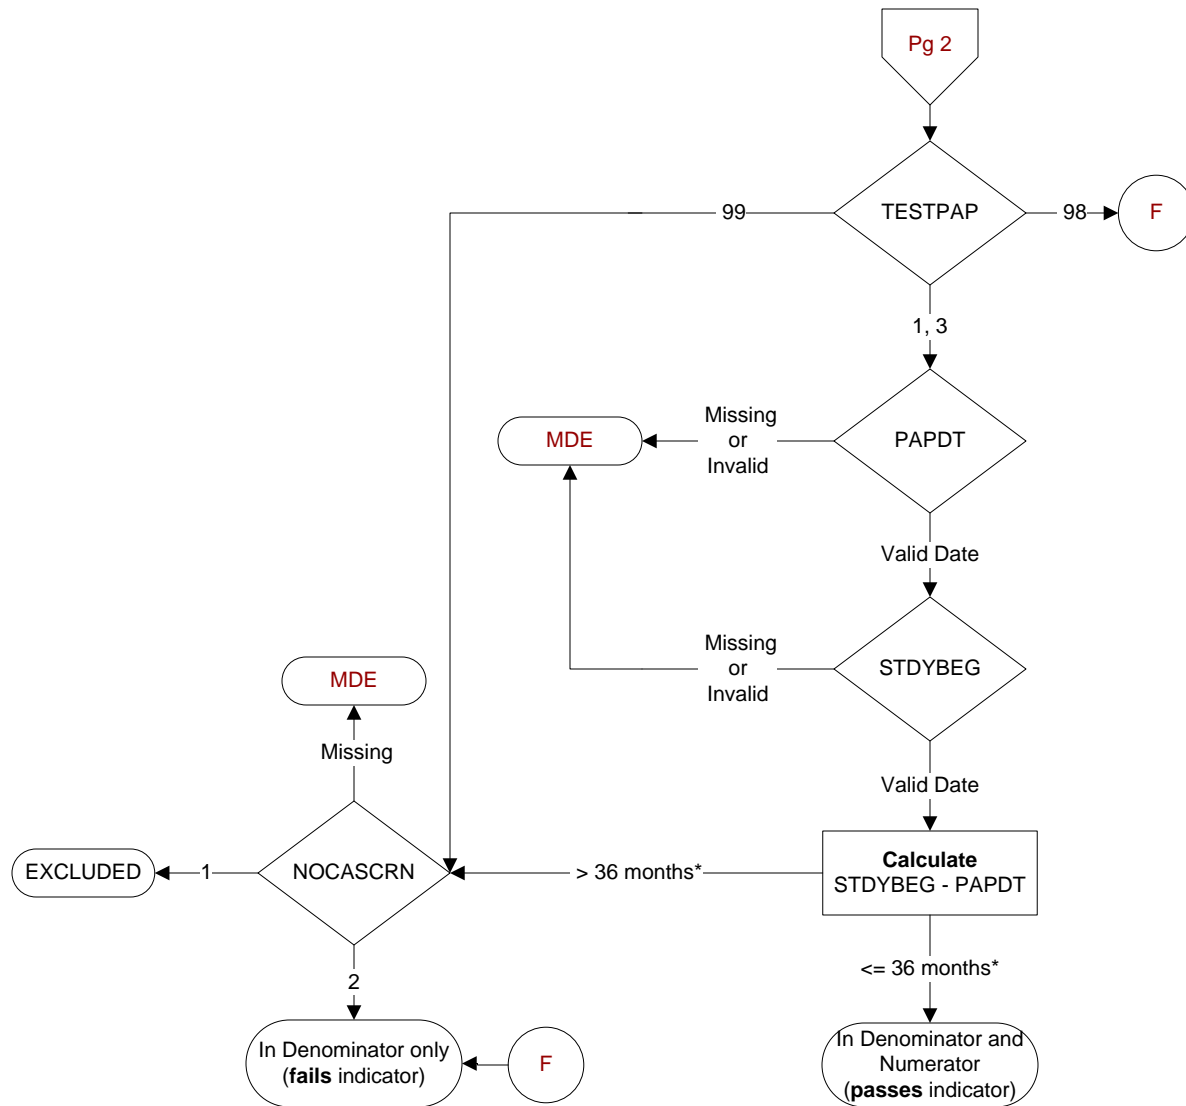 Pg 2
TESTPAP
99
98
F
1, 3
Missing
or
Invalid
MDE
PAPDT
Valid Date
Missing
or
Invalid
STDYBEG
MDE
Missing
Valid Date
EXCLUDED
1
NOCASCRN
> 36 months*
Calculate
STDYBEG - PAPDT
2
<= 36 months*
In Denominator only
(fails indicator)
F
In Denominator and
Numerator
(passes indicator)